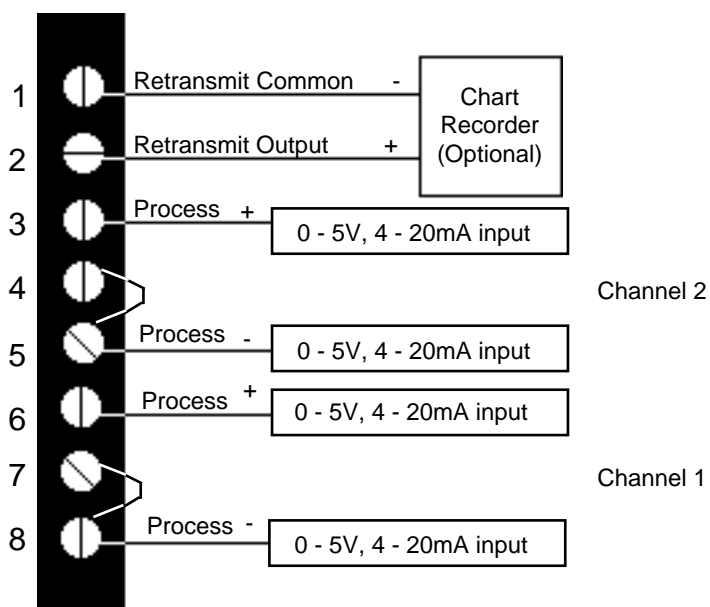 1 Retransmit Common -
2 Retransmit Output +
Chart
Recorder
(Optional)
3 Process + 0 - 5V, 4 - 20mA input
4 Channel 2
5 Process - 0 - 5V, 4 - 20mA input
6 Process + 0 - 5V, 4 - 20mA input
7 Channel 1
8 Process - 0 - 5V, 4 - 20mA input